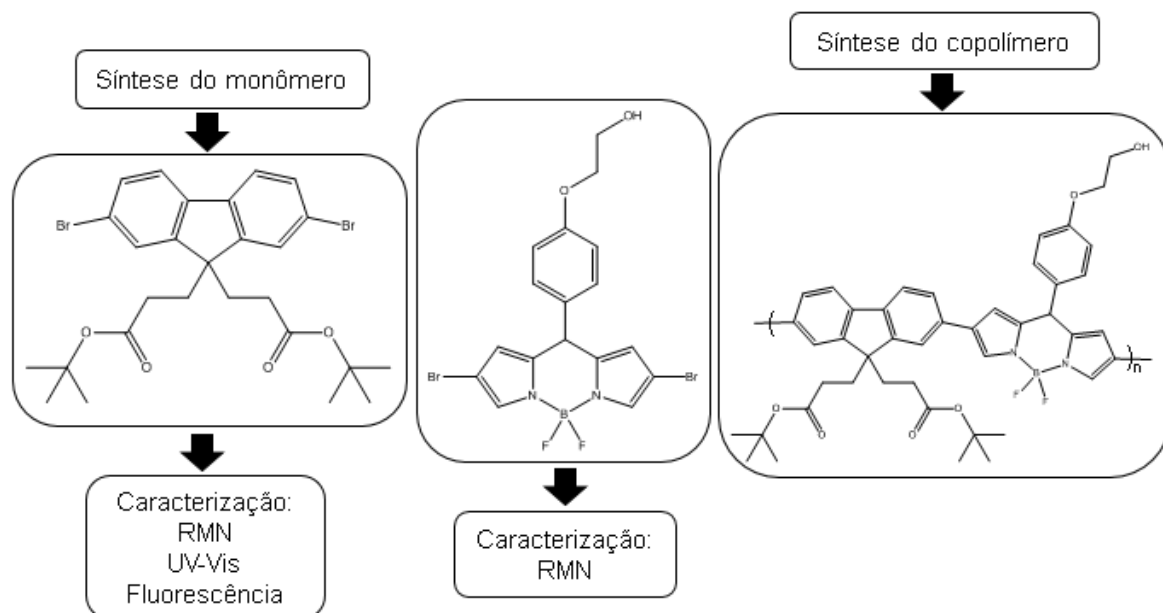 Síntese do monômero
Br
Br
O
O
O
O
Caracterização:
RMN
UV-Vis
Fluorescência
OH
O
Br
Br
N
N
B
F
F
Caracterização:
RMN
Síntese do copolímero
OH
O
N
N
B
F
F
n
O
O
O
O